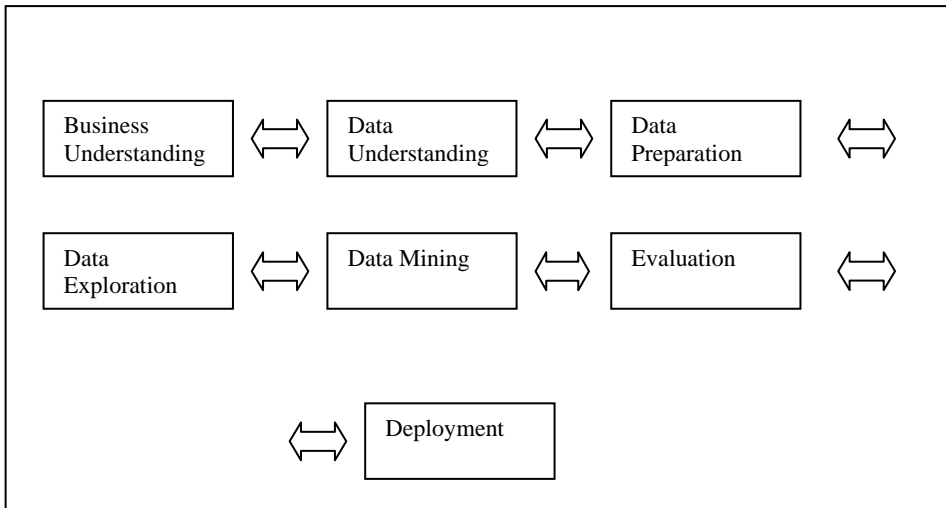 Business
Understanding
Data
Understanding
Data
Preparation
Data
Exploration
Data Mining
Evaluation
Deployment